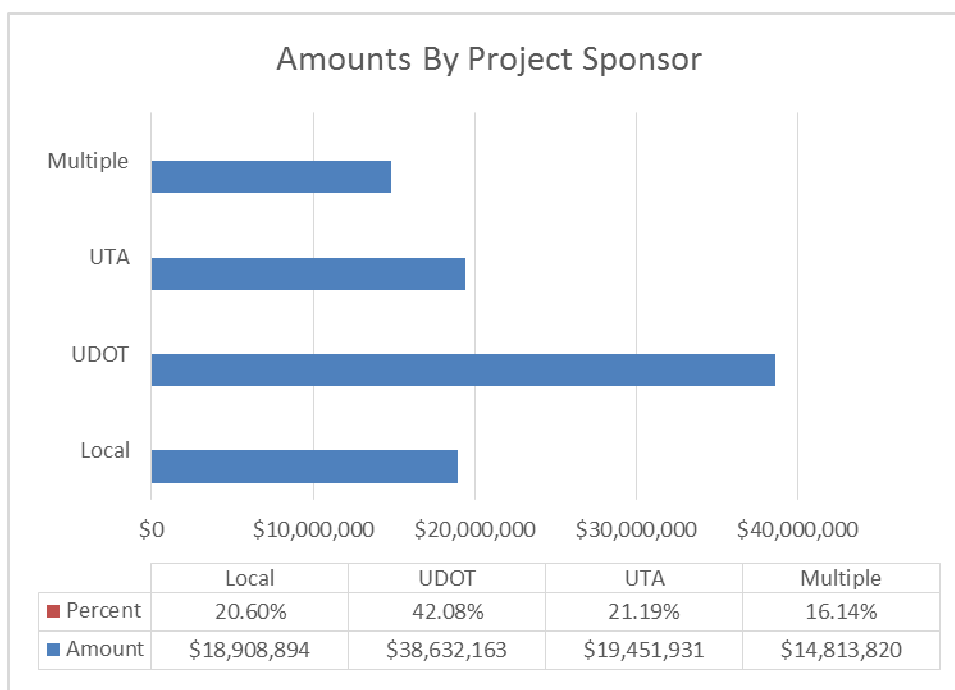 Amounts By Project Sponsor
Multiple
UTA
UDOT
Local
$0 $10,000,000 $20,000,000 $30,000,000 $40,000,000
Local UDOT UTA Multiple
Percent 20.60% 42.08% 21.19% 16.14%
Amount $18,908,894 $38,632,163 $19,451,931 $14,813,820